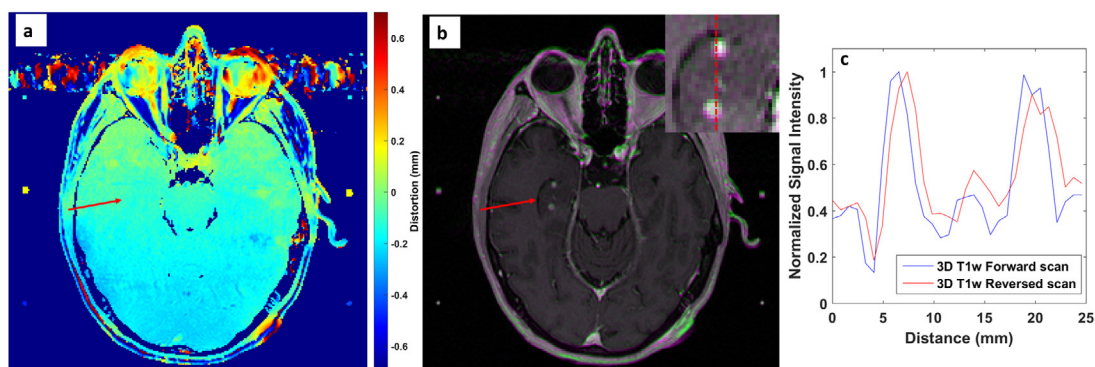 a
0.6
0.4
0.2
0
-0.2
-0.4
-0.6
Distortion (mm)
b
c
Normalized Signal Intensity
1
0.8
0.6
0.4
0.2
0
0
5
10
15
20
25
Distance (mm)
3D T1w Forward scan
3D T1w Reversed scan